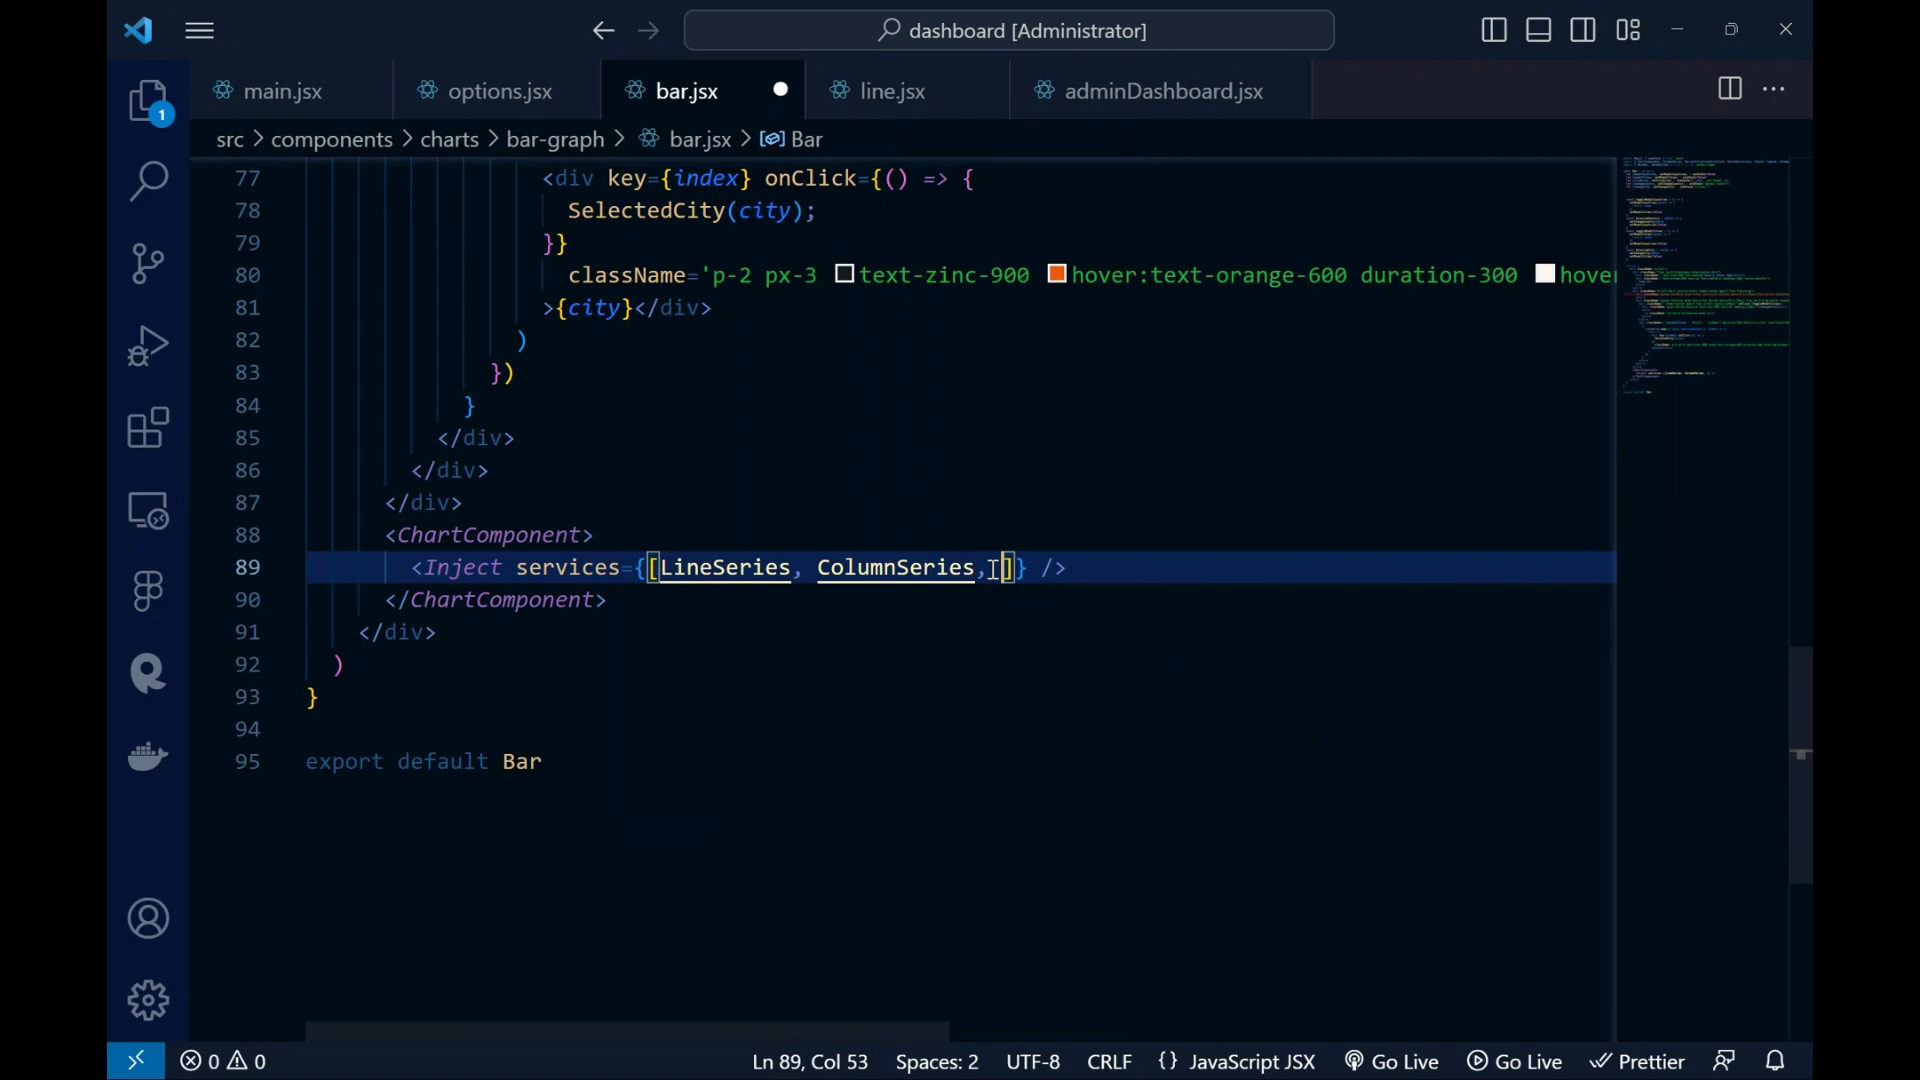 dashboard [Administrator]
main.jsx
options.jsx
bar.jsx
line.jsx
adminDashboard.jsx
src > components > charts > bar-graph > bar.jsx > Bar
1
77 <div key={index} onClick={() => {
78 SelectedCity(city);
79 }}
80 className='p-2 px-3 text-zinc-900 hover:text-orange-600 duration-300 hover
81 >{city}</div>
82 )
83 })
84 }
85 </div>
86 </div>
87 </div>
88 <ChartComponent>
89 <Inject services={[LineSeries, ColumnSeries, ]} />
90 </ChartComponent>
91 </div>
92 )
93 }
94
95 export default Bar
0 0 Ln 89, Col 53 Spaces: 2 UTF-8 CRLF {} JavaScript JSX Go Live Go Live Prettier